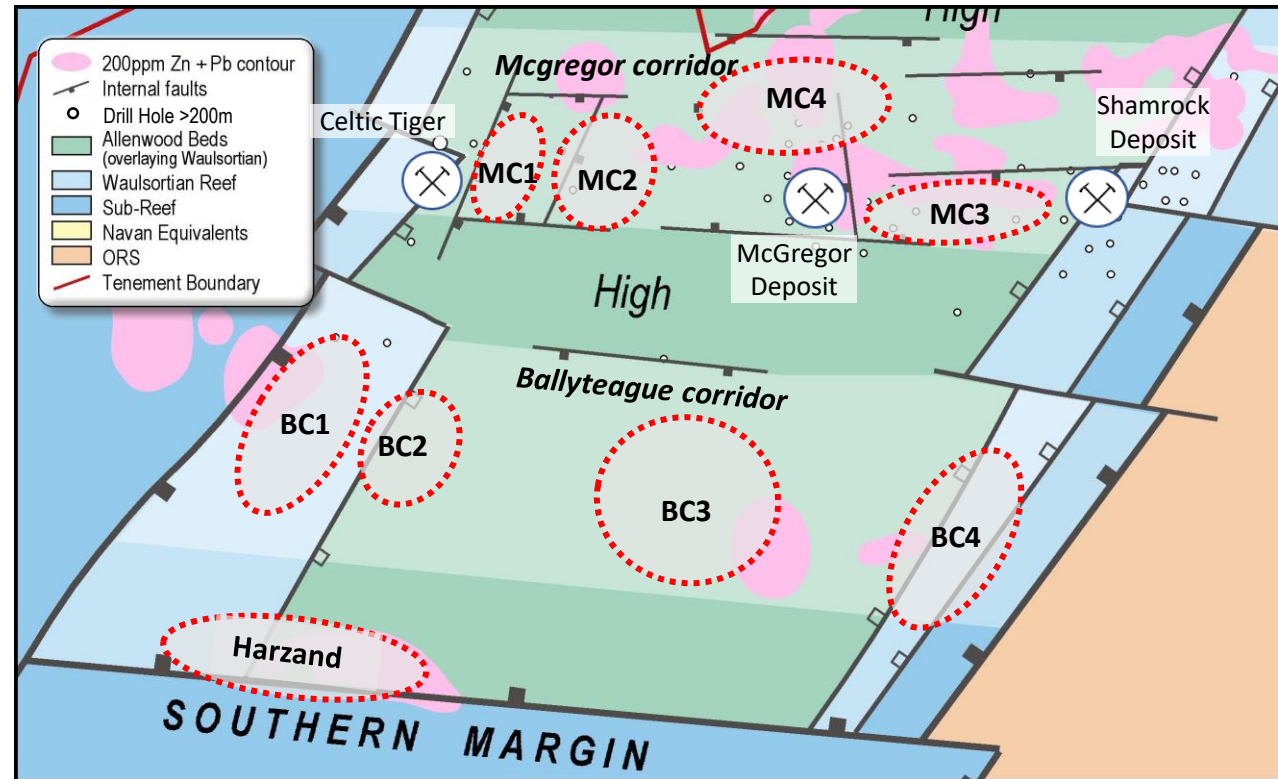 High
200ppm Zn + Pb contour
Internal faults
Drill Hole >200m
Allenwood Beds
(overlaying Waulsortian)
Waulsortian Reef
Sub-Reef
Navan Equivalents
ORS
Tenement Boundary
Mcgregor corridor
Celtic Tiger
MC4
Shamrock
Deposit
MC1
MC2
MC3
McGregor
Deposit
High
Ballyteague corridor
BC1
BC2
BC3
BC4
Harzand
SOUTHERN MARGIN